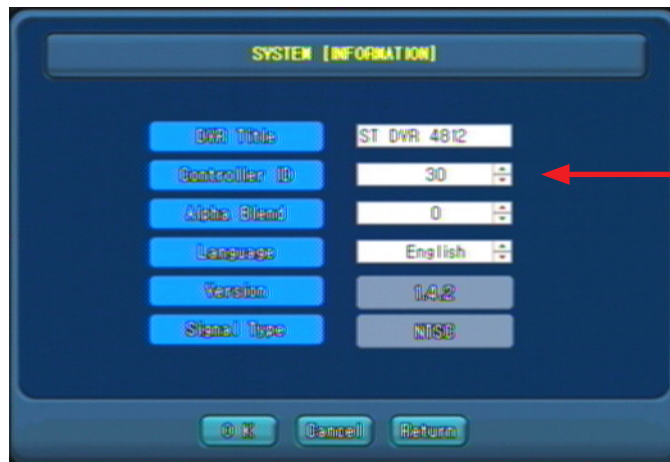 SYSTEM [INFORMATION]
DVR Title ST DVR 4812
Controller ID 30
Alpha Blend 0
Language English
Version 1.4.2
Signal Type NTSC
O K Cancel Return